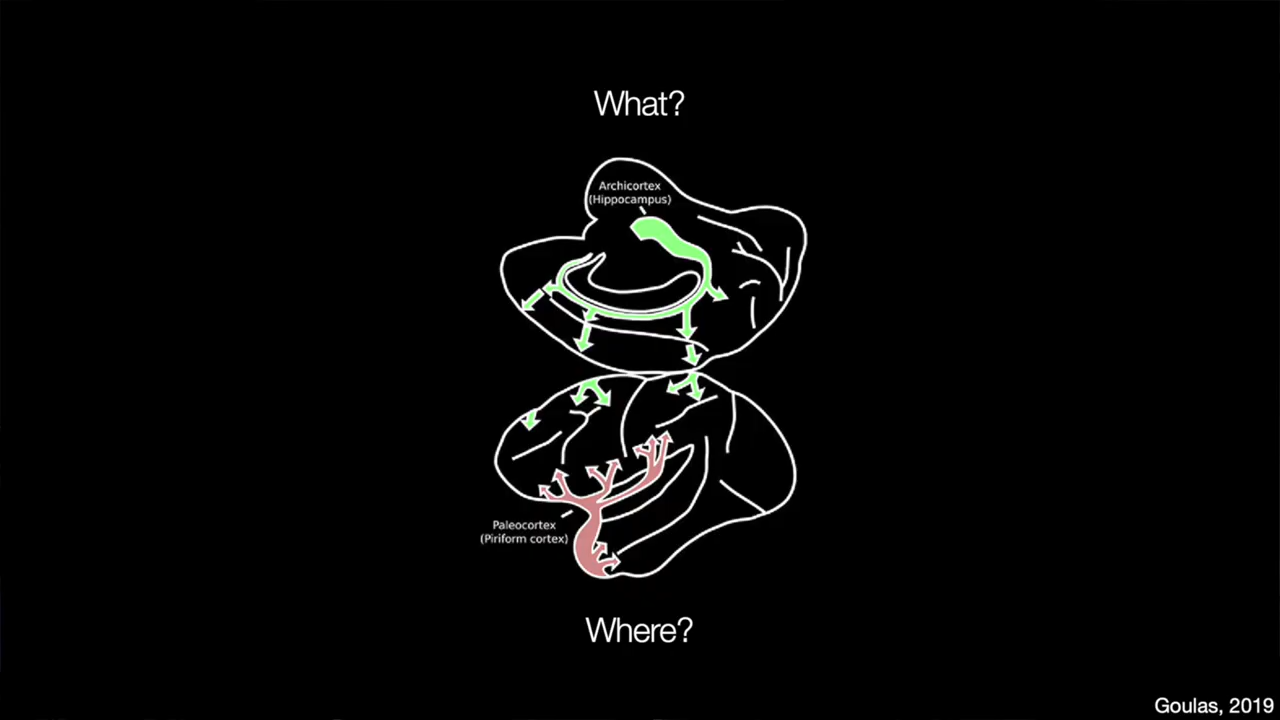 What?
Archicortex
(Hippocampus)
Paleocortex
(Piriform cortex)
Where?
Goulas, 2019